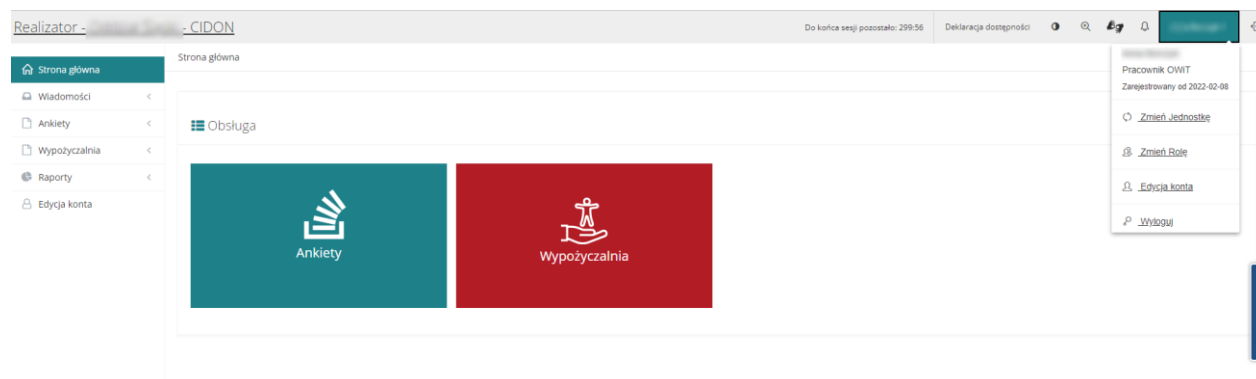 Realizator - - CIDON
Do końca sesji pozostało: 299:56
Deklaracja dostępności
Strona główna
Wiadomości
Ankiety
Wypożyczalnia
Raporty
Edycja konta
Strona główna
Obsługa
Ankiety
Wypożyczalnia
Pracownik OWiT
Zarejestrowany od 2022-02-08
Zmień Jednostkę
Zmień Rolę
Edycja konta
Wyloguj